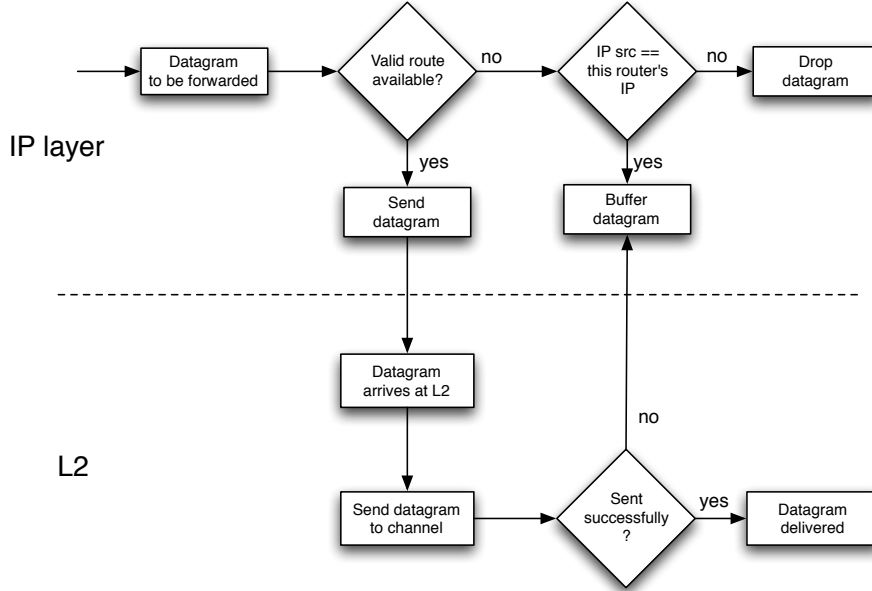 Datagram
to be forwarded
Valid route
available?
no
IP src ==
this router's
IP
no
Drop
datagram
IP layer
yes
yes
Send
datagram
Buffer
datagram
Datagram
arrives at L2
no
L2
Send datagram
to channel
Sent
successfully
?
yes
Datagram
delivered